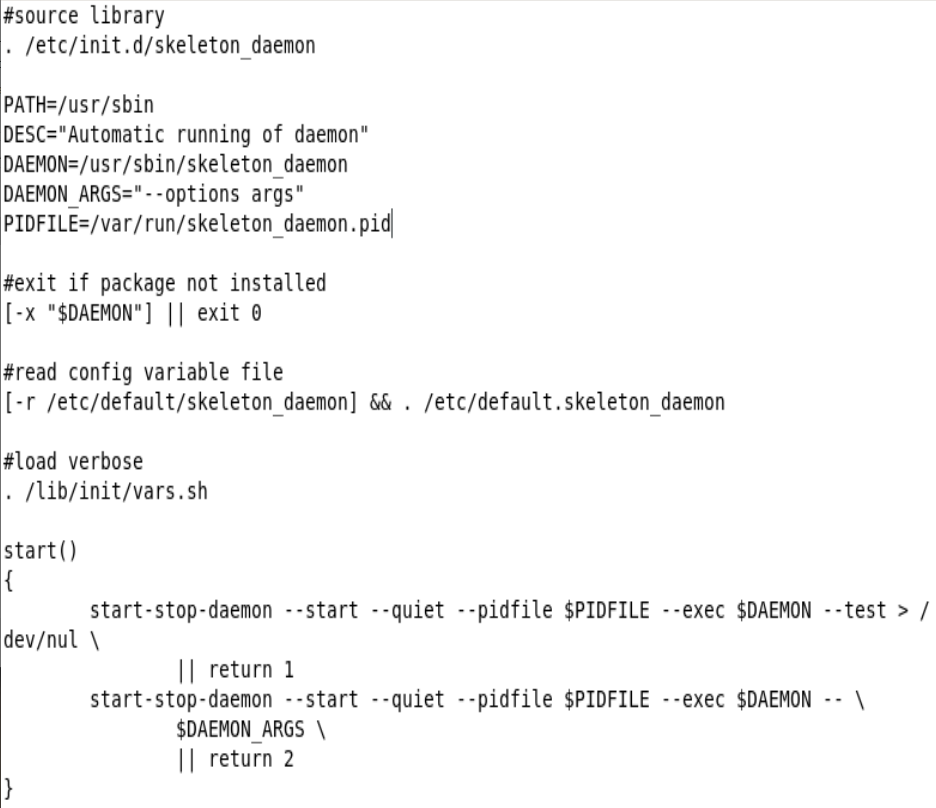 #source library
. /etc/init.d/skeleton_daemon
PATH=/usr/sbin
DESC="Automatic running of daemon"
DAEMON=/usr/sbin/skeleton_daemon
DAEMON_ARGS="--options args"
PIDFILE=/var/run/skeleton_daemon.pid
#exit if package not installed
[-x "$DAEMON"] || exit 0
#read config variable file
[-r /etc/default/skeleton_daemon] && . /etc/default.skeleton_daemon
#load verbose
. /lib/init/vars.sh
start()
{
start-stop-daemon --start --quiet --pidfile $PIDFILE --exec $DAEMON --test > /
dev/nul \
|| return 1
start-stop-daemon --start --quiet --pidfile $PIDFILE --exec $DAEMON -- \
$DAEMON_ARGS \
|| return 2
}